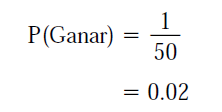 P(Ganar) = 1/50
= 0.02